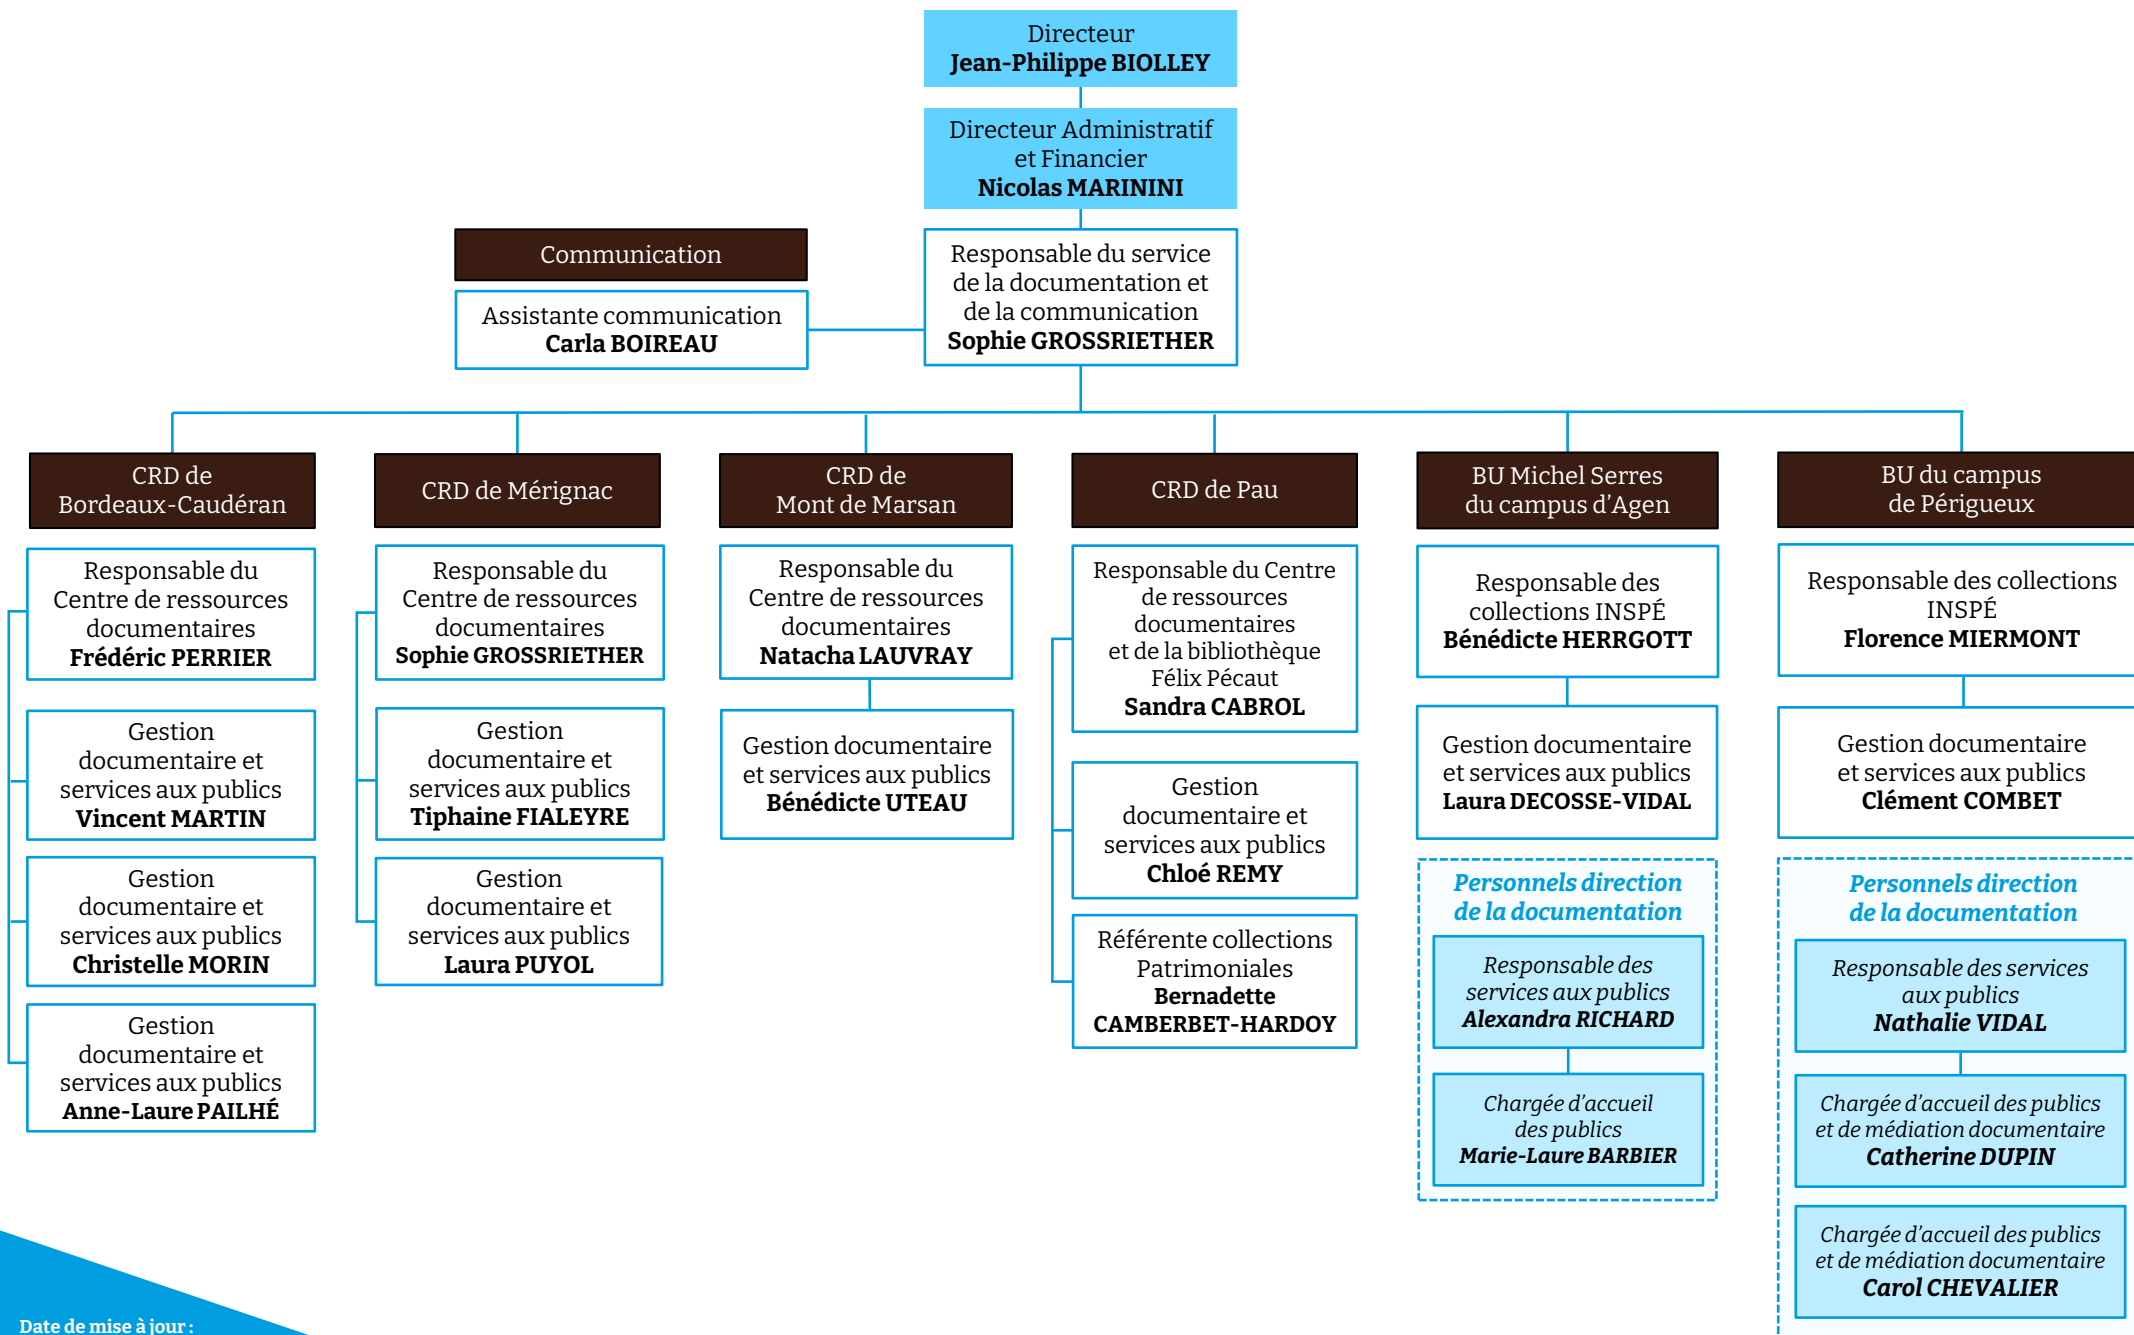 Directeur
Jean-Philippe BIOLLEY
Directeur Administratif
et Financier
Nicolas MARININI
Communication
Assistante communication
Carla BOIREAU
Responsable du service
de la documentation et
de la communication
Sophie GROSSRIETHER
CRD de
Bordeaux-Caudéran
Responsable du
Centre de ressources
documentaires
Frédéric PERRIER
Gestion
documentaire et
services aux publics
Vincent MARTIN
Gestion
documentaire et
services aux publics
Christelle MORIN
Gestion
documentaire et
services aux publics
Anne-Laure PAILHÉ
CRD de Mérignac
Responsable du
Centre de ressources
documentaires
Sophie GROSSRIETHER
Gestion
documentaire et
services aux publics
Tiphaine FIALEYRE
Gestion
documentaire et
services aux publics
Laura PUYOL
CRD de
Mont de Marsan
Responsable du
Centre de ressources
documentaires
Natacha LAUVRAY
Gestion documentaire
et services aux publics
Bénédicte UTEAU
CRD de Pau
Responsable du Centre
de ressources
documentaires
et de la bibliothèque
Félix Pécaut
Sandra CABROL
Gestion
documentaire et
services aux publics
Chloé REMY
Référente collections
Patrimoniales
Bernadette
CAMBERBET-HARDOY
BU Michel Serres
du campus d’Agen
Responsable des
collections INSPÉ
Bénédicte HERRGOTT
Gestion documentaire
et services aux publics
Laura DECOSSE-VIDAL
Personnels direction
de la documentation
Responsable des
services aux publics
Alexandra RICHARD
Chargée d’accueil
des publics
Marie-Laure BARBIER
BU du campus
de Périgueux
Responsable des collections
INSPÉ
Florence MIERMONT
Gestion documentaire
et services aux publics
Clément COMBET
Personnels direction
de la documentation
Responsable des services
aux publics
Nathalie VIDAL
Chargée d’accueil des publics
et de médiation documentaire
Catherine DUPIN
Chargée d’accueil des publics
et de médiation documentaire
Carol CHEVALIER
Date de mise à jour :